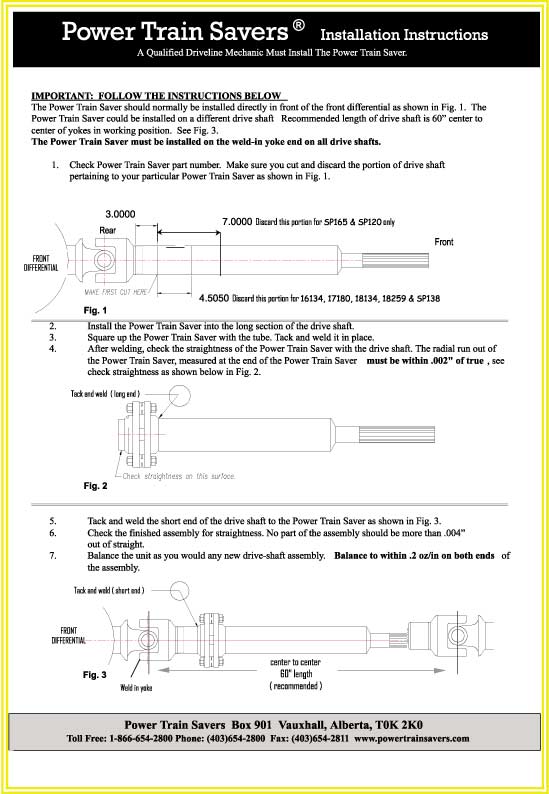 Power Train Savers® Installation Instructions
A Qualified Driveline Mechanic Must Install The Power Train Saver.
IMPORTANT: FOLLOW THE INSTRUCTIONS BELOW
The Power Train Saver should normally be installed directly in front of the front differential as shown in Fig. 1. The
Power Train Saver could be installed on a different drive shaft Recommended length of drive shaft is 60” center to
center of yokes in working position. See Fig. 3.
The Power Train Saver must be installed on the weld-in yoke end on all drive shafts.
1. Check Power Train Saver part number. Make sure you cut and discard the portion of drive shaft
pertaining to your particular Power Train Saver as shown in Fig. 1.
3.0000
7.0000 Discard this portion for SP165 & SP120 only
Rear
Front
FRONT
DIFFERENTIAL
MAKE FIRST CUT HERE
4.5050 Discard this portion for 16134, 17180, 18134, 18259 & SP138
Fig. 1
2. Install the Power Train Saver into the long section of the drive shaft.
3. Square up the Power Train Saver with the tube. Tack and weld it in place.
4. After welding, check the straightness of the Power Train Saver with the drive shaft. The radial run out of
the Power Train Saver, measured at the end of the Power Train Saver must be within .002" of true , see
check straightness as shown below in Fig. 2.
Tack and weld ( long end )
Check straightness on this surface.
Fig. 2
5. Tack and weld the short end of the drive shaft to the Power Train Saver as shown in Fig. 3.
6. Check the finished assembly for straightness. No part of the assembly should be more than .004”
out of straight.
7. Balance the unit as you would any new drive-shaft assembly. Balance to within .2 oz/in on both ends of
the assembly.
Tack and weld ( short end )
FRONT
DIFFERENTIAL
Fig. 3
Weld in yoke
center to center
60" length
( recommended )
Power Train Savers Box 901 Vauxhall, Alberta, T0K 2K0
Toll Free: 1-866-654-2800 Phone: (403)654-2800 Fax: (403)654-2811 www.powertrainsavers.com